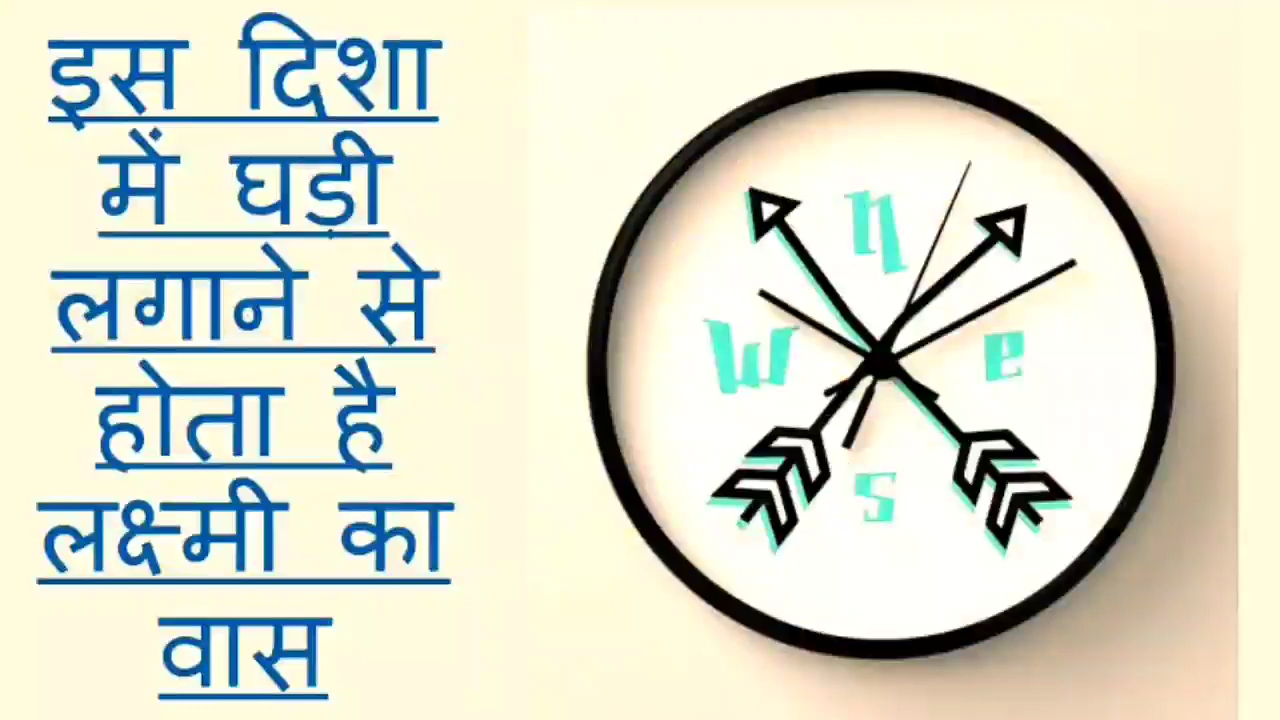 इस दिशा
में घड़ी
लगाने से
होता है
लक्ष्मी का
वास
n
W e
s